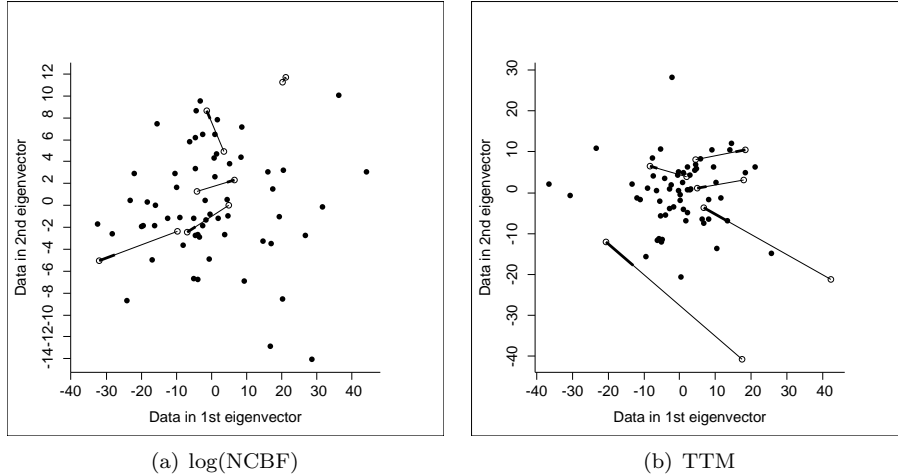 12
10
8
6
4
2
0
-2
-4
-6
-8
-10
-12
-14
Data in 2nd eigenvector
-40 -30 -20 -10 0 10 20 30 40
Data in 1st eigenvector
(a) log(NCBF)
30
20
10
0
-10
-20
-30
-40
Data in 2nd eigenvector
-40 -30 -20 -10 0 10 20 30 40
Data in 1st eigenvector
(b) TTM